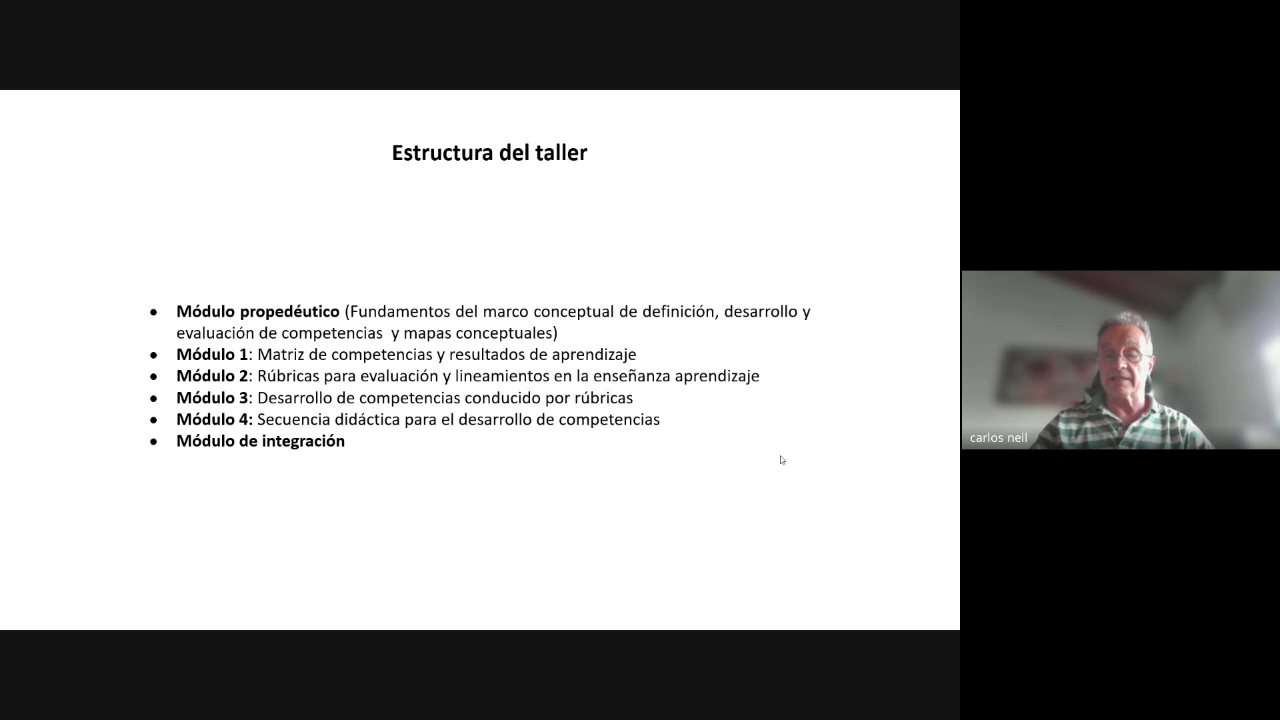 Estructura del taller
• Módulo propedéutico (Fundamentos del marco conceptual de definición, desarrollo y
evaluación de competencias y mapas conceptuales)
• Módulo 1: Matriz de competencias y resultados de aprendizaje
• Módulo 2: Rúbricas para evaluación y lineamientos en la enseñanza aprendizaje
• Módulo 3: Desarrollo de competencias conducido por rúbricas
• Módulo 4: Secuencia didáctica para el desarrollo de competencias
• Módulo de integración
carlos neil